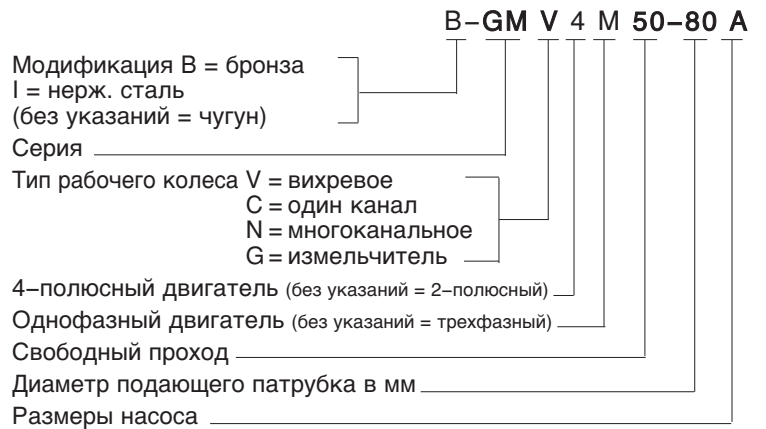 B-GM V 4 M 50-80 A
Модификация B = бронза
I = нерж. сталь
(без указаний = чугун)
Серия
Тип рабочего колеса V = вихревое
C = один канал
N = многоканальное
G = измельчитель
4-полюсный двигатель (без указаний = 2-полюсный)
Однофазный двигатель (без указаний = трехфазный)
Свободный проход
Диаметр подающего патрубка в мм
Размеры насоса